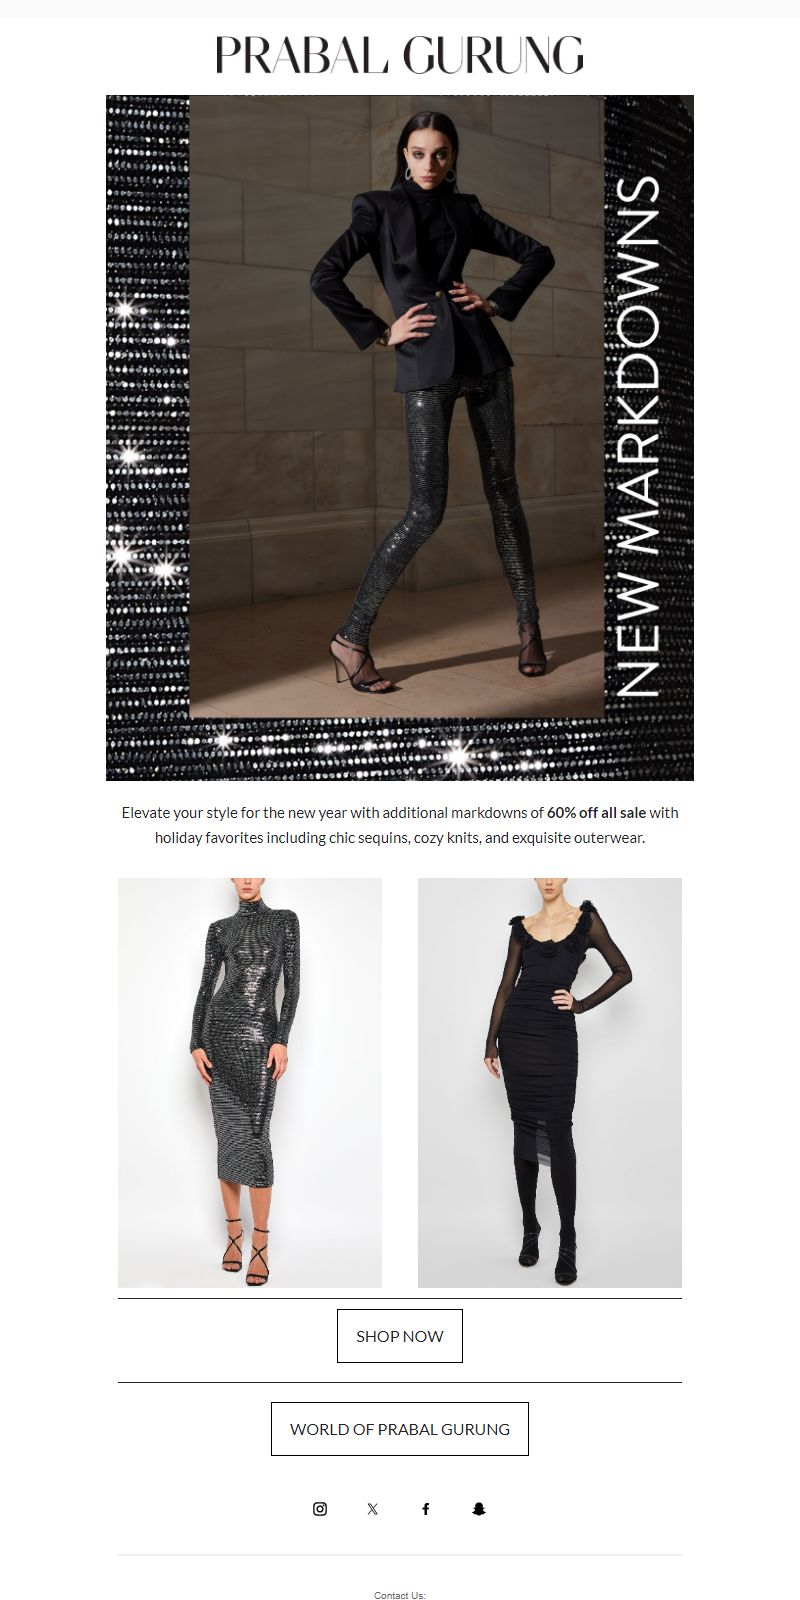 PRABAL GURUNG
NEW MARKDOWNS
Elevate your style for the new year with additional markdowns of 60% off all sale with
holiday favorites including chic sequins, cozy knits, and exquisite outerwear.
SHOP NOW
WORLD OF PRABAL GURUNG
Contact Us: